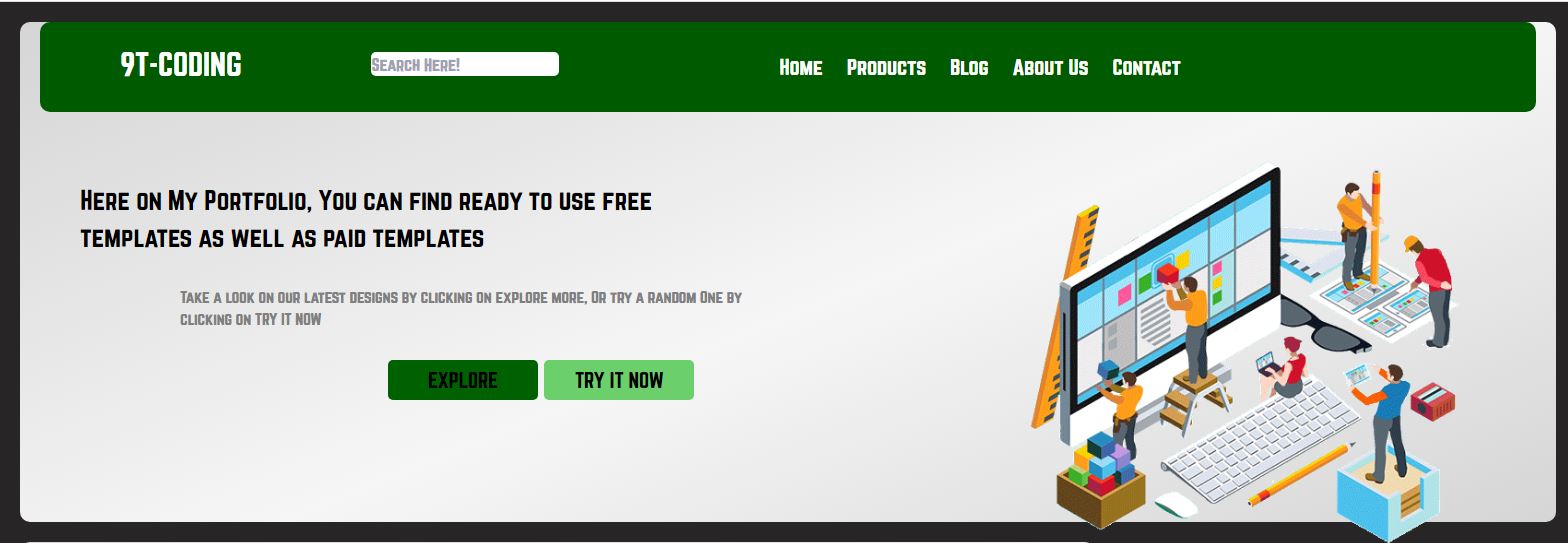 9T-CODING
Search Here!
Home Products Blog About Us Contact
Here on My Portfolio, You can find ready to use free
templates as well as paid templates
Take a look on our latest designs by clicking on explore more, Or try a random One by
clicking on TRY IT NOW
EXPLORE TRY IT NOW